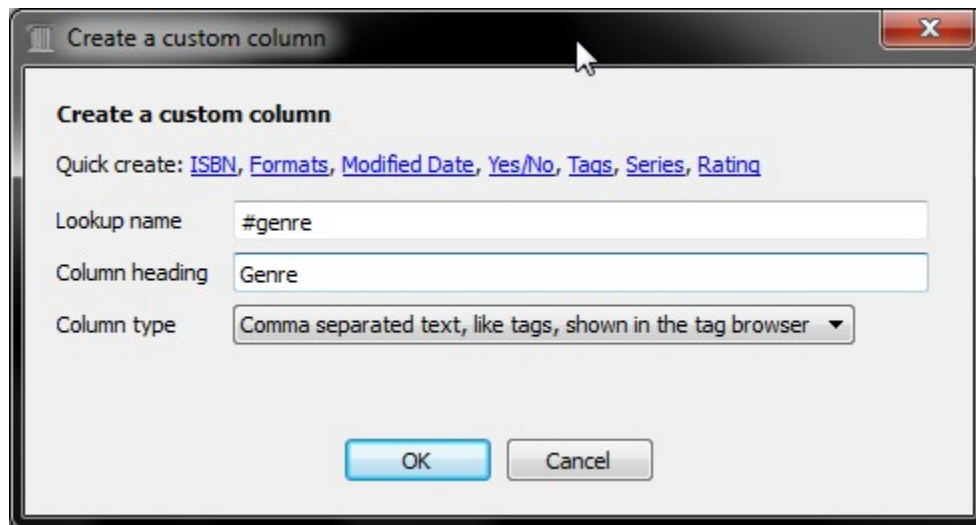 Create a custom column
Create a custom column
Quick create: ISBN, Formats, Modified Date, Yes/No, Tags, Series, Rating
Lookup name #genre
Column heading Genre
Column type Comma separated text, like tags, shown in the tag browser
OK Cancel